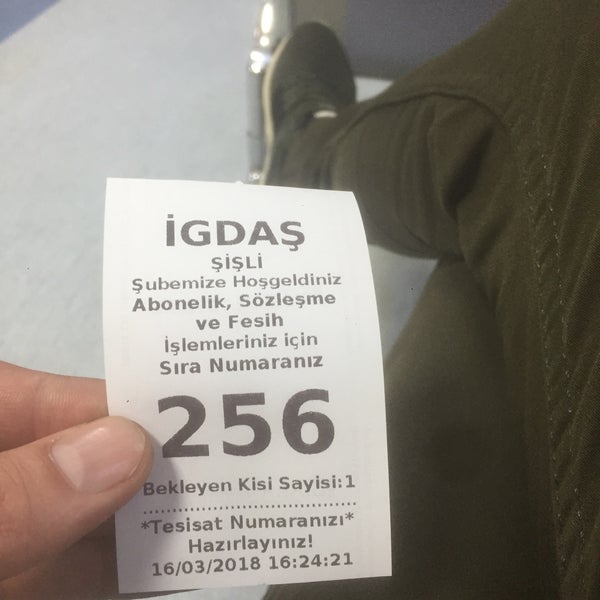 İGDAŞ
ŞİŞLİ
Şubemize Hoşgeldiniz
Abonelik, Sözleşme
ve Fesih
İşlemleriniz için
Sıra Numaranız
256
Bekleyen Kisi Sayisi:1
........................................
*Tesisat Numaranızı*
Hazırlayınız!
16/03/2018 16:24:21